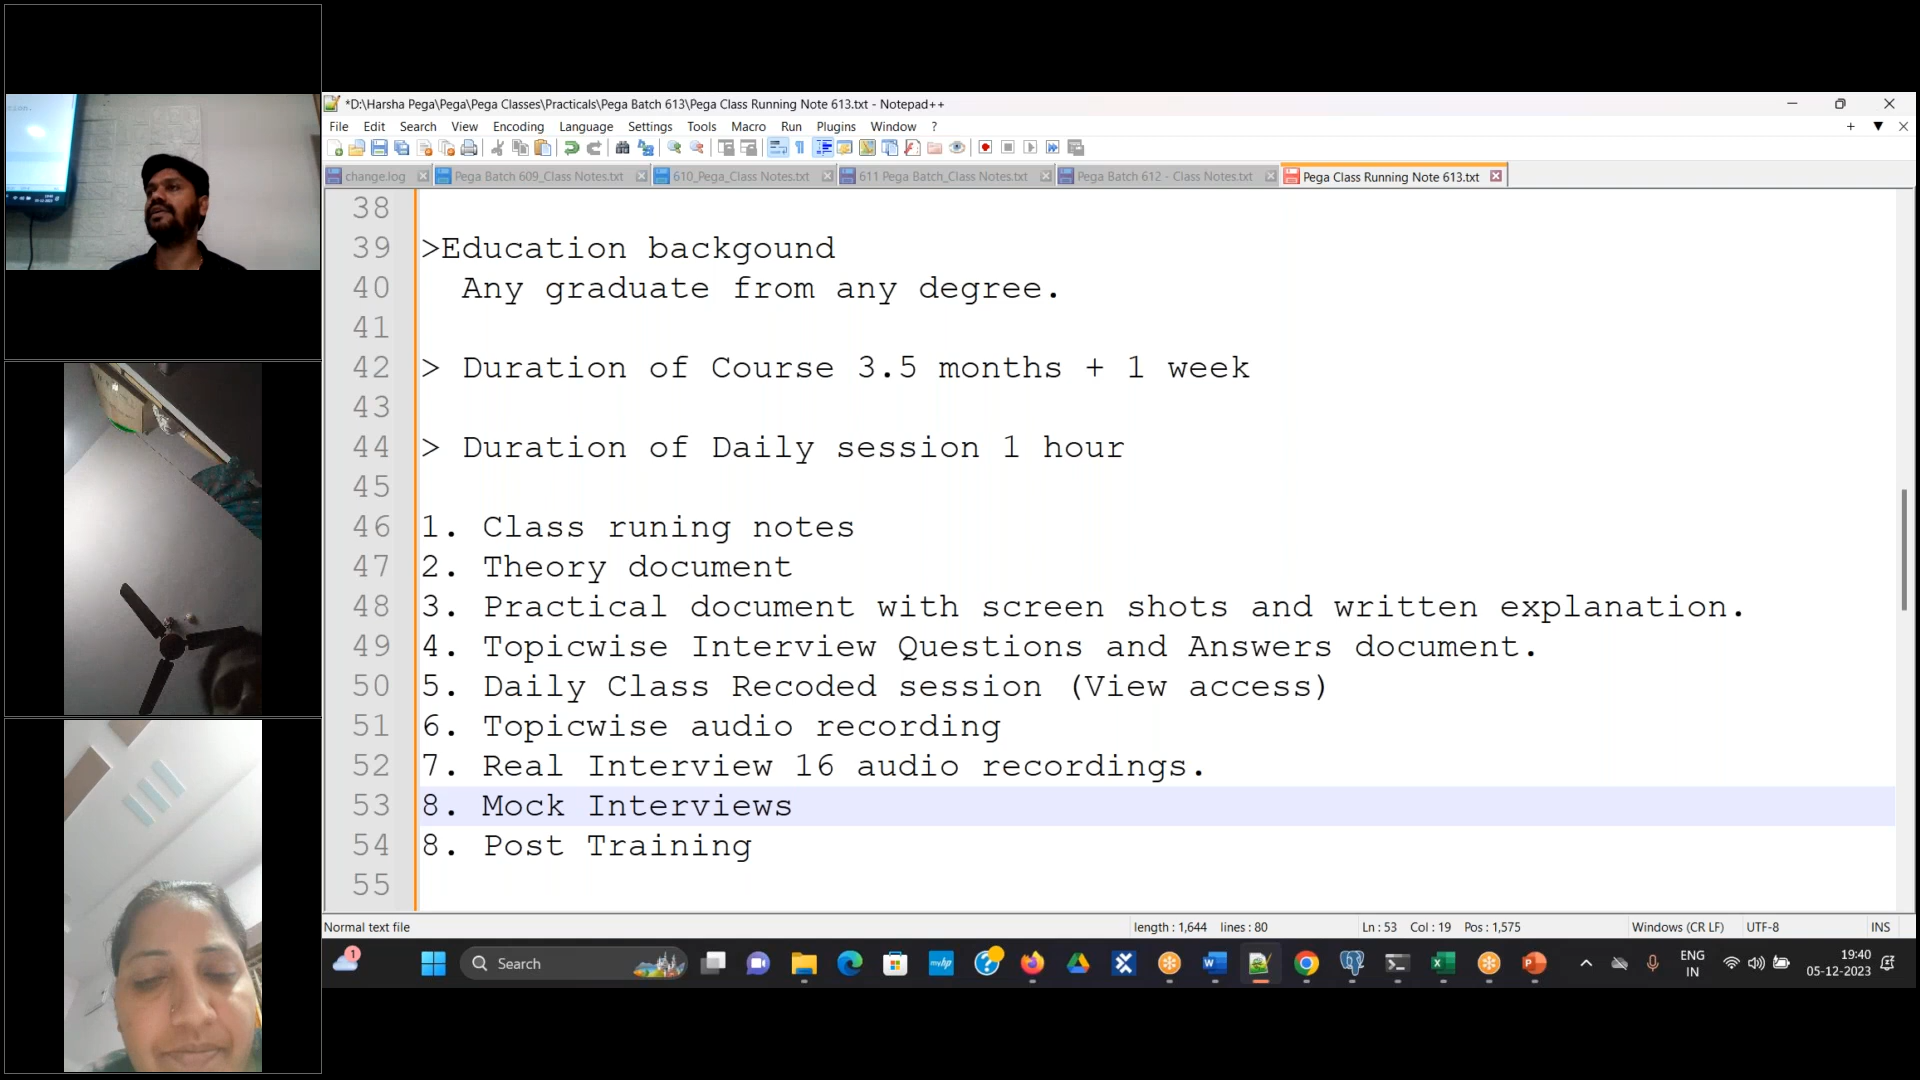 *D:\Harsha Pega\Pega\Pega Classes\Practicals\Pega Batch 613\Pega Class Running Note 613.txt - Notepad++
File Edit Search View Encoding Language Settings Tools Macro Run Plugins Window ?
change.log Pega Batch 609_Class Notes.txt 610_Pega_Class Notes.txt 611 Pega Batch_Class Notes.txt Pega Batch 612 - Class Notes.txt Pega Class Running Note 613.txt
38
39 >Education backgound
40 Any graduate from any degree.
41
42 > Duration of Course 3.5 months + 1 week
43
44 > Duration of Daily session 1 hour
45
46 1. Class runing notes
47 2. Theory document
48 3. Practical document with screen shots and written explanation.
49 4. Topicwise Interview Questions and Answers document.
50 5. Daily Class Recoded session (View access)
51 6. Topicwise audio recording
52 7. Real Interview 16 audio recordings.
53 8. Mock Interviews
54 8. Post Training
55
Normal text file length : 1,644 lines : 80 Ln : 53 Col : 19 Pos : 1,575 Windows (CR LF) UTF-8 INS
1 Search ENG 19:40
IN 05-12-2023